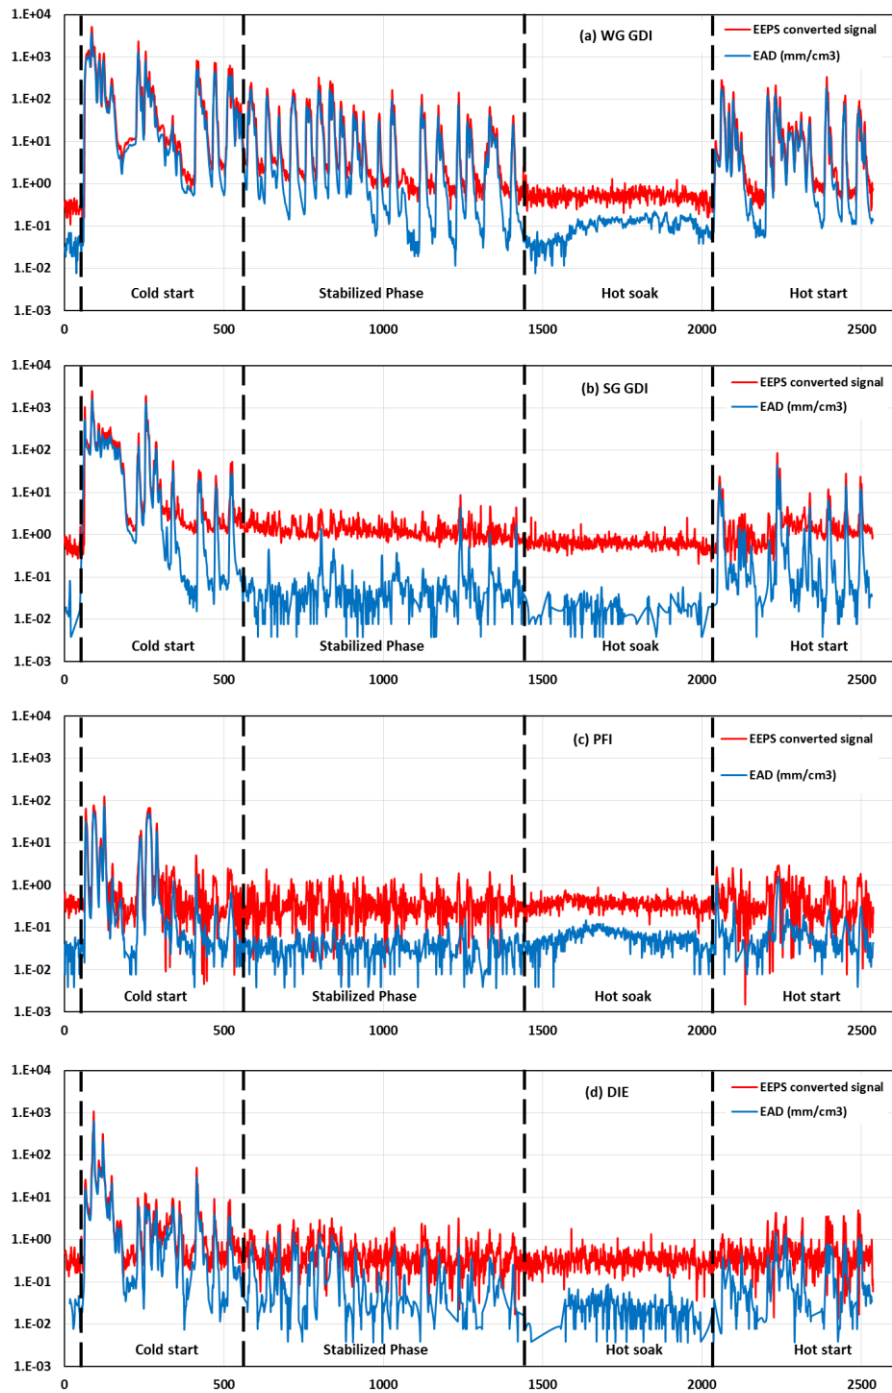 1.E+04
(a) WG GDI
EEPS converted signal
1.E+03
EAD (mm/cm3)
1.E+02
1.E+01
1.E+00
1.E-01
1.E-02
Cold start Stabilized Phase Hot soak Hot start
1.E-03
0 500 1000 1500 2000 2500
1.E+04
(b) SG GDI
EEPS converted signal
1.E+03
EAD (mm/cm3)
1.E+02
1.E+01
1.E+00
1.E-01
1.E-02
Cold start Stabilized Phase Hot soak Hot start
1.E-03
0 500 1000 1500 2000 2500
1.E+04
(c) PFI
EEPS converted signal
1.E+03
EAD (mm/cm3)
1.E+02
1.E+01
1.E+00
1.E-01
1.E-02
Cold start Stabilized Phase Hot soak Hot start
1.E-03
0 500 1000 1500 2000 2500
1.E+04
(d) DIE
EEPS converted signal
1.E+03
EAD (mm/cm3)
1.E+02
1.E+01
1.E+00
1.E-01
1.E-02
Cold start Stabilized Phase Hot soak Hot start
1.E-03
0 500 1000 1500 2000 2500